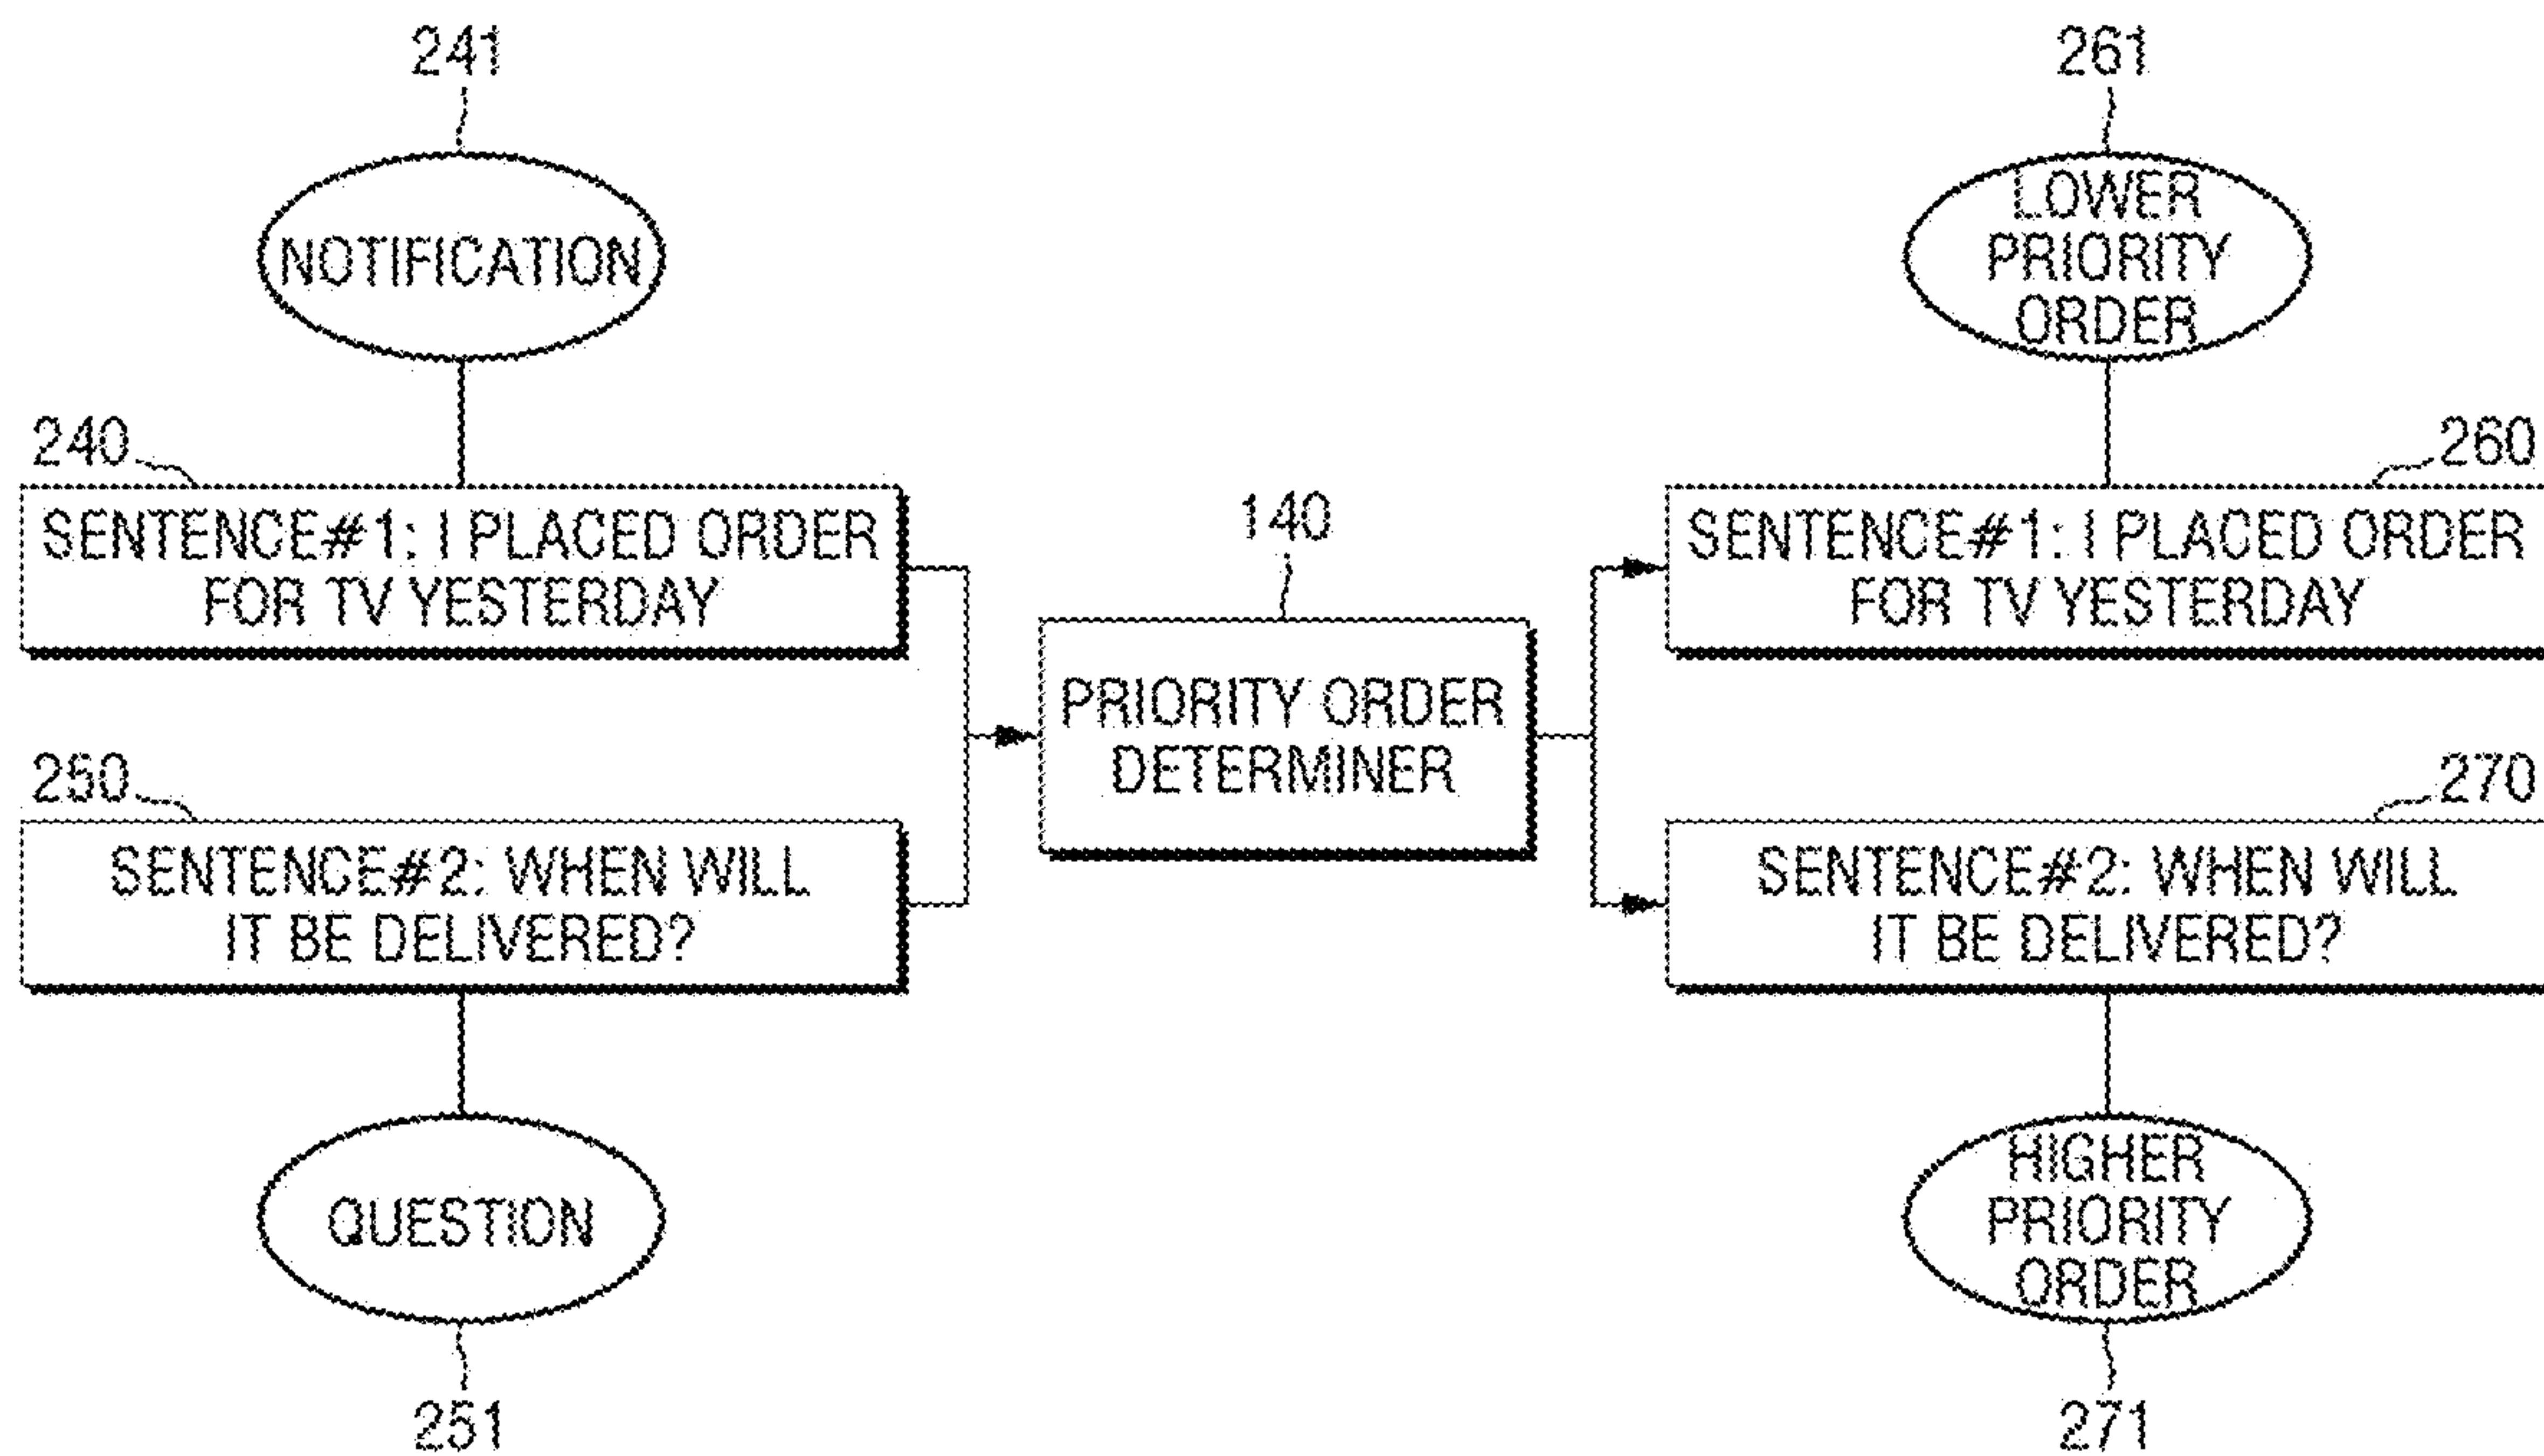 241
NOTIFICATION
240
SENTENCE#1: I PLACED ORDER
FOR TV YESTERDAY
250
SENTENCE#2: WHEN WILL
IT BE DELIVERED?
QUESTION
251
140
PRIORITY ORDER
DETERMINER
261
LOWER
PRIORITY
ORDER
260
SENTENCE#1: I PLACED ORDER
FOR TV YESTERDAY
270
SENTENCE#2: WHEN WILL
IT BE DELIVERED?
HIGHER
PRIORITY
ORDER
271